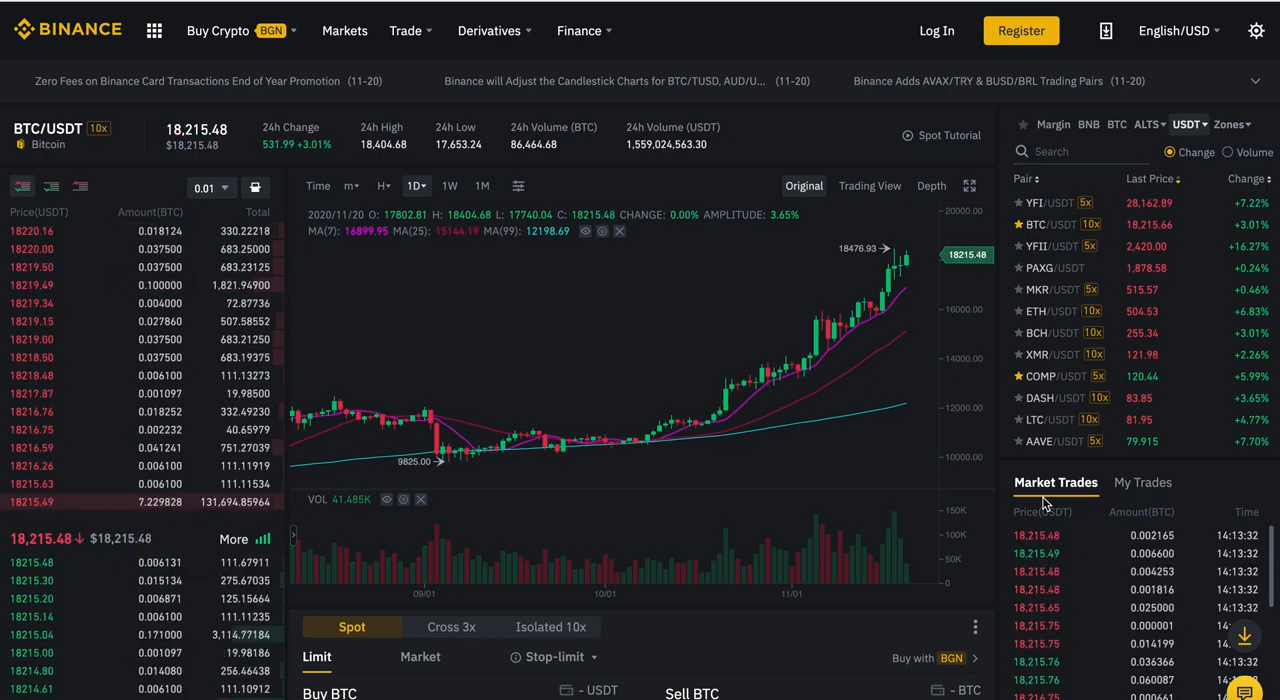 BINANCE
Buy Crypto BGN
Markets
Trade
Derivatives
Finance
Log In
Register
English/USD
Zero Fees on Binance Card Transactions End of Year Promotion (11-20)
Binance will Adjust the Candlestick Charts for BTC/TUSD, AUD/U... (11-20)
Binance Adds AVAX/TRY & BUSD/BRL Trading Pairs (11-20)
BTC/USDT 10x
Bitcoin
18,215.48
$18,215.48
24h Change
531.99 +3.01%
24h High
18,404.68
24h Low
17,653.24
24h Volume (BTC)
86,464.68
24h Volume (USDT)
1,559,024,563.30
Spot Tutorial
0.01
Price(USDT) Amount(BTC) Total
18220.16 0.018124 330.22218
18220.00 0.037500 683.25000
18219.50 0.037500 683.23125
18219.49 0.100000 1,821.94900
18219.34 0.004000 72.87736
18219.15 0.027860 507.58552
18219.00 0.037500 683.21250
18218.50 0.037500 683.19375
18218.48 0.006100 111.13273
18217.87 0.001097 19.98500
18216.76 0.018252 332.49230
18216.75 0.002232 40.65979
18216.59 0.041241 751.27039
18216.26 0.006100 111.11919
18215.63 0.006100 111.11534
18215.49 7.229828 131,694.85964
18,215.48↓ $18,215.48 More
18215.48 0.006131 111.67911
18215.30 0.015134 275.67035
18215.20 0.006871 125.15664
18215.14 0.006100 111.11235
18215.04 0.171000 3,114.77184
18215.00 0.001097 19.98186
18214.80 0.014080 256.46438
18214.61 0.006100 111.10912
Time m H 1D 1W 1M
Original Trading View Depth
2020/11/20 O: 17802.81 H: 18404.68 L: 17740.04 C: 18215.48 CHANGE: 0.00% AMPLITUDE: 3.65%
MA(7): 16899.95 MA(25): 15144.19 MA(99): 12198.69
20000.00
18476.93
18215.48
16000.00
14000.00
12000.00
10000.00
9825.00
VOL 41.485K
150K
100K
50K
0
09/01 10/01 11/01
Spot Cross 3x Isolated 10x
Limit Market Stop-limit
Buy with BGN
Buy BTC - USDT
Sell BTC - BTC
Margin BNB BTC ALTS USDT Zones
Search Change Volume
Pair Last Price Change
YFI/USDT 5x 28,162.89 +7.22%
BTC/USDT 10x 18,215.66 +3.01%
YFII/USDT 5x 2,420.00 +16.27%
PAXG/USDT 1,878.58 +0.24%
MKR/USDT 5x 515.57 +0.46%
ETH/USDT 10x 504.53 +6.83%
BCH/USDT 10x 255.34 +3.01%
XMR/USDT 10x 121.98 +2.26%
COMP/USDT 5x 120.44 +5.99%
DASH/USDT 10x 83.85 +3.65%
LTC/USDT 10x 81.95 +4.77%
AAVE/USDT 5x 79.915 +7.70%
Market Trades My Trades
Price(USDT) Amount(BTC) Time
18,215.48 0.002165 14:13:32
18,215.49 0.006600 14:13:32
18,215.48 0.004253 14:13:32
18,215.48 0.001816 14:13:32
18,215.65 0.025000 14:13:32
18,215.75 0.000001 14:13:32
18,215.75 0.014199 14:13:32
18,215.76 0.036366 14:13:32
18,215.76 0.060087 14:13:32
18,216.75 0.000661